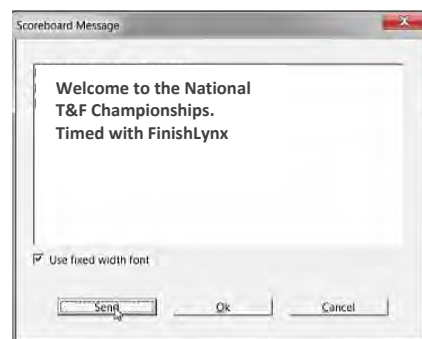 Scoreboard Message
Welcome to the National
T&F Championships.
Timed with FinishLynx
Use fixed width font
Send
Ok
Cancel